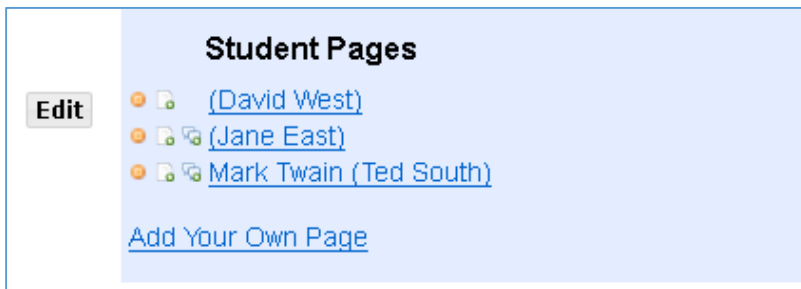 Student Pages
Edit
(David West)
(Jane East)
Mark Twain (Ted South)
Add Your Own Page